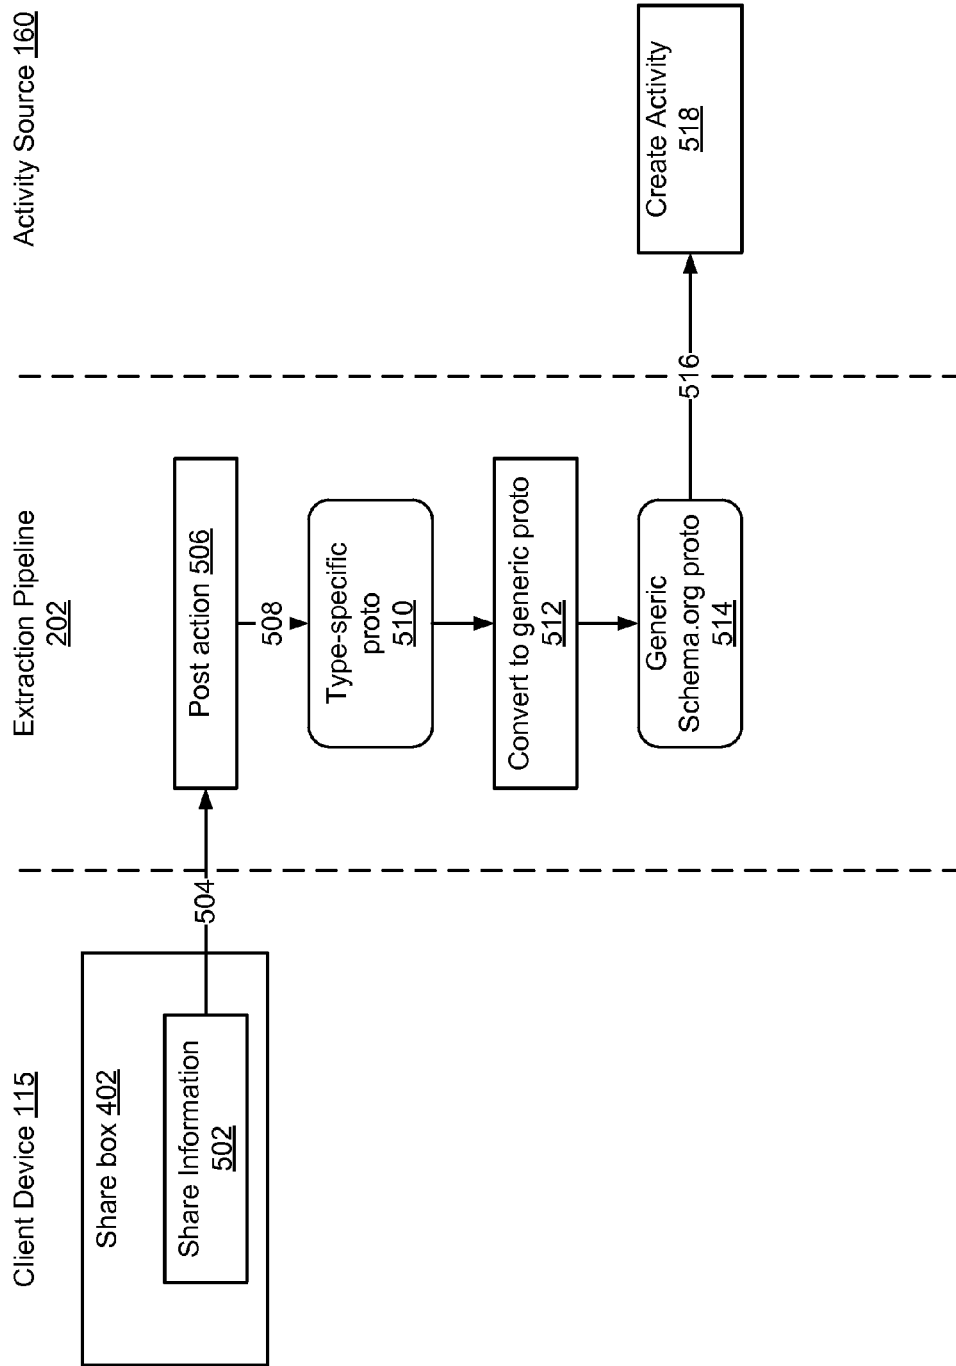 Client Device 115
Share box 402
Share Information
502
504
Extraction Pipeline
202
Post action 506
508
Type-specific
proto
510
Convert to generic proto
512
Generic
Schema.org proto
514
516
Activity Source 160
Create Activity
518